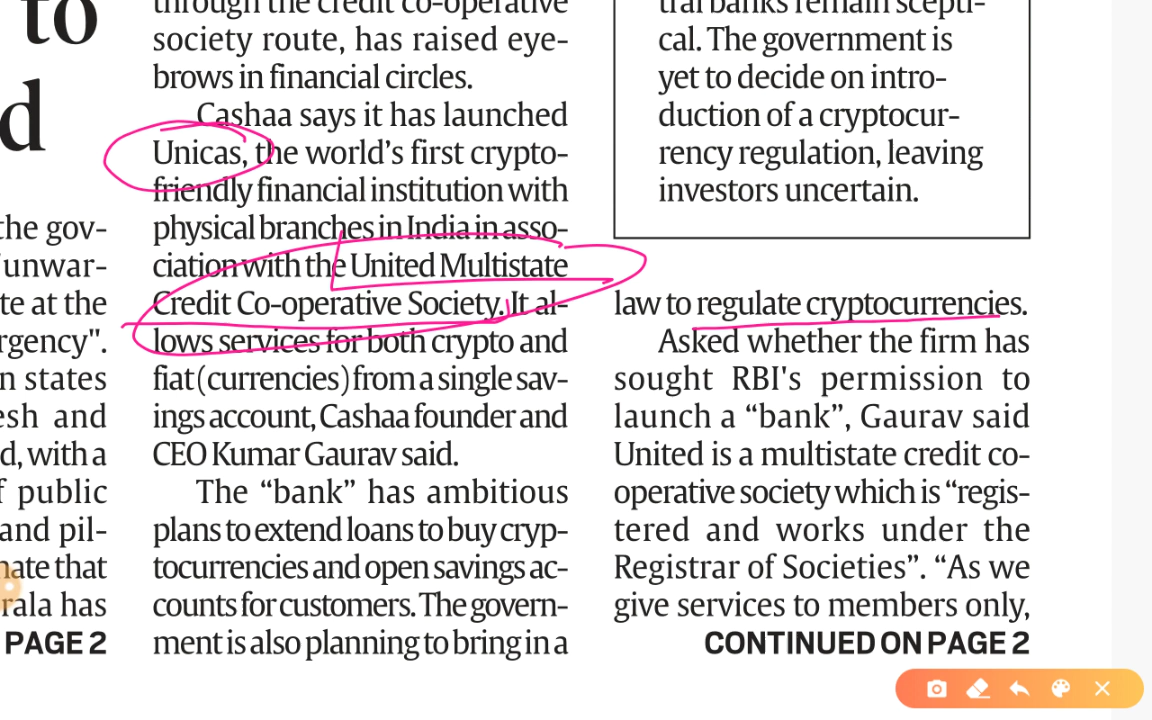 to
d
the gov-
'unwar-
te at the
rgency".
n states
esh and
d, with a
f public
and pil-
nate that
rala has
PAGE 2
through the credit co-operative
society route, has raised eye-
brows in financial circles.
Cashaa says it has launched
Unicas, the world's first crypto-
friendly financial institution with
physical branches in India in asso-
ciation with the United Multistate
Credit Co-operative Society. It al-
lows services for both crypto and
fiat (currencies) from a single sav-
ings account, Cashaa founder and
CEO Kumar Gaurav said.
The “bank” has ambitious
plans to extend loans to buy cryp-
tocurrencies and open savings ac-
counts for customers. The govern-
ment is also planning to bring in a
tral banks remain scepti-
cal. The government is
yet to decide on intro-
duction of a cryptocur-
rency regulation, leaving
investors uncertain.
law to regulate cryptocurrencies.
Asked whether the firm has
sought RBI's permission to
launch a “bank”, Gaurav said
United is a multistate credit co-
operative society which is “regis-
tered and works under the
Registrar of Societies”. “As we
give services to members only,
CONTINUED ON PAGE 2